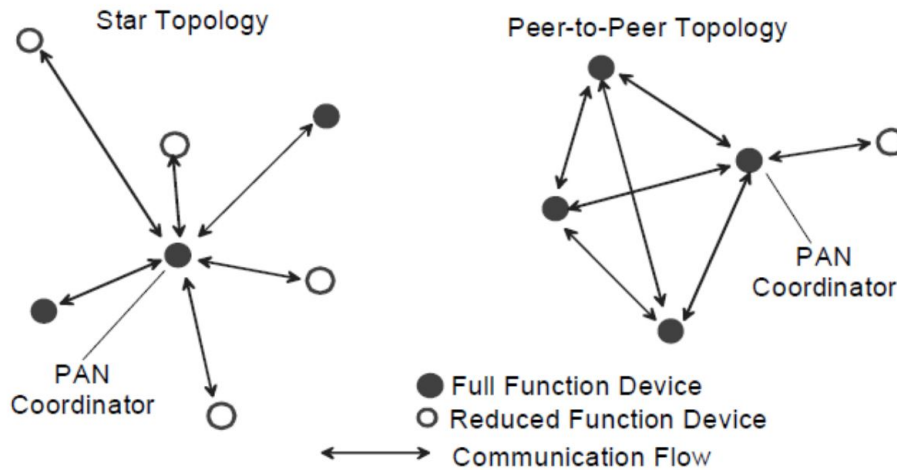 Star Topology
Peer-to-Peer Topology
PAN
Coordinator
PAN
Coordinator
Full Function Device
Reduced Function Device
Communication Flow